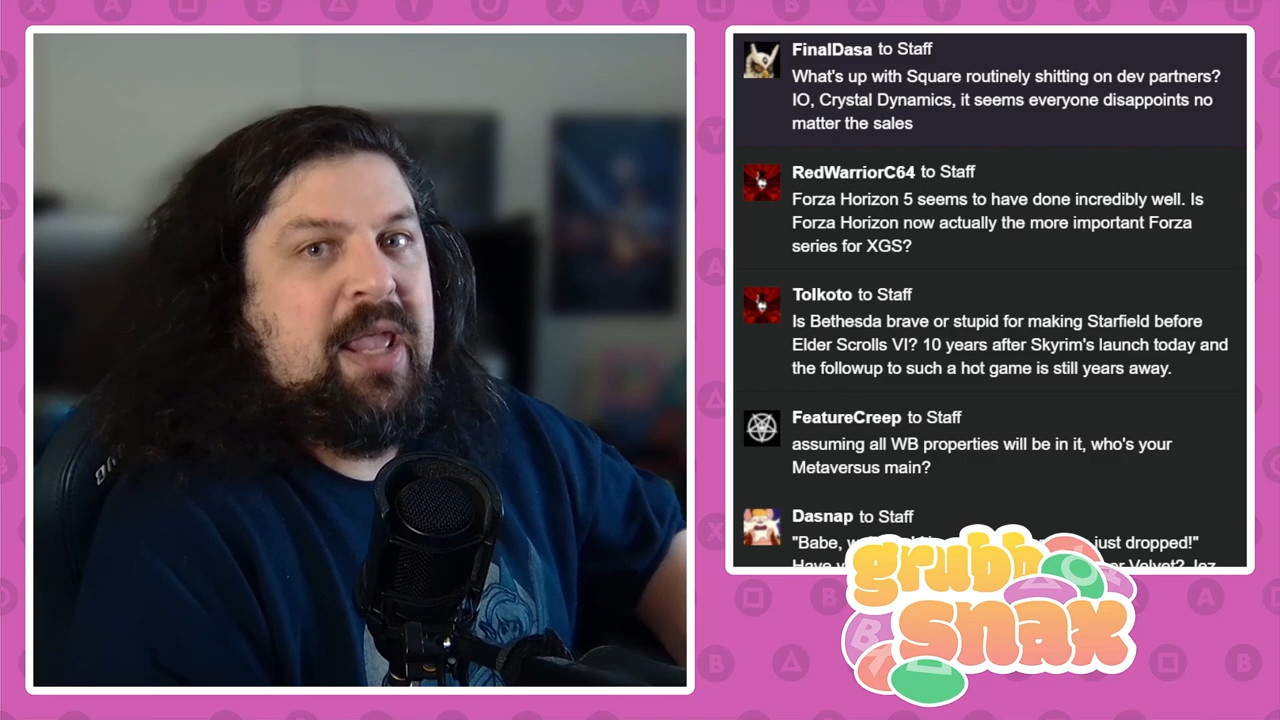 FinalDasa to Staff
What's up with Square routinely shitting on dev partners?
IO, Crystal Dynamics, it seems everyone disappoints no
matter the sales
RedWarriorC64 to Staff
Forza Horizon 5 seems to have done incredibly well. Is
Forza Horizon now actually the more important Forza
series for XGS?
Tolkoto to Staff
Is Bethesda brave or stupid for making Starfield before
Elder Scrolls VI? 10 years after Skyrim's launch today and
the followup to such a hot game is still years away.
FeatureCreep to Staff
assuming all WB properties will be in it, who's your
Metaversus main?
Dasnap to Staff
"Babe, just dropped!"
Velvet? Jez
grubb
snax